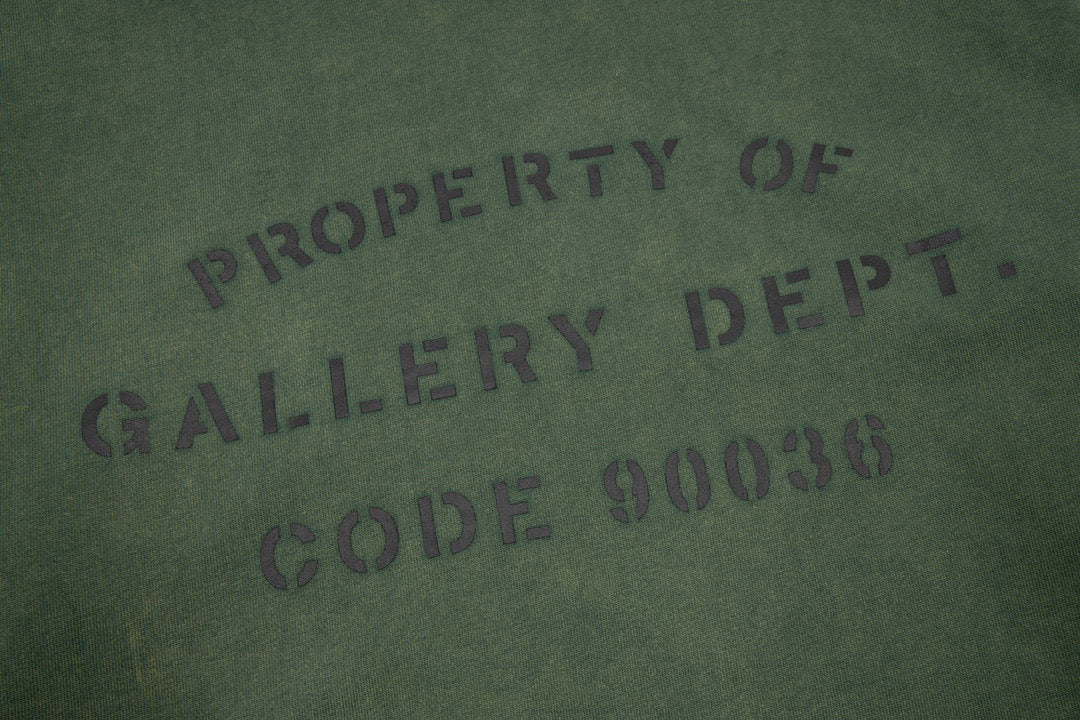 PROPERTY OF
GALLERY DEPT.
CODE 90036